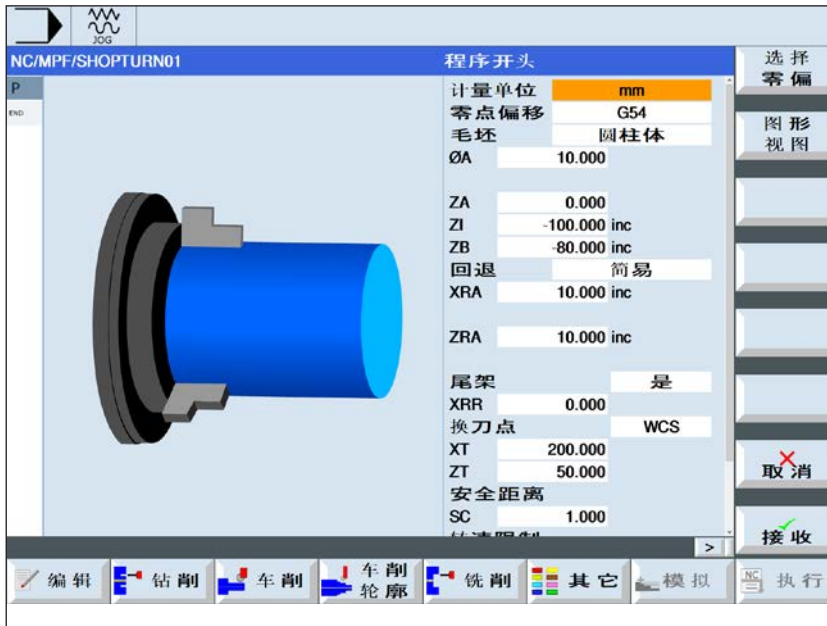 JOG
NC/MPF/SHOPTURN01
程序开头
P
END
计量单位 mm
零点偏移 G54
毛坯 圆柱体
ØA 10.000
ZA 0.000
ZI -100.000 inc
ZB -80.000 inc
回退 简易
XRA 10.000 inc
ZRA 10.000 inc
尾架 是
XRR 0.000
换刀点 WCS
XT 200.000
ZT 50.000
安全距离
SC 1.000
选择
零偏
图形
视图
取消
接收
>
编辑
钻削
车削
车削
轮廓
铣削
其它
模拟
NC
执行